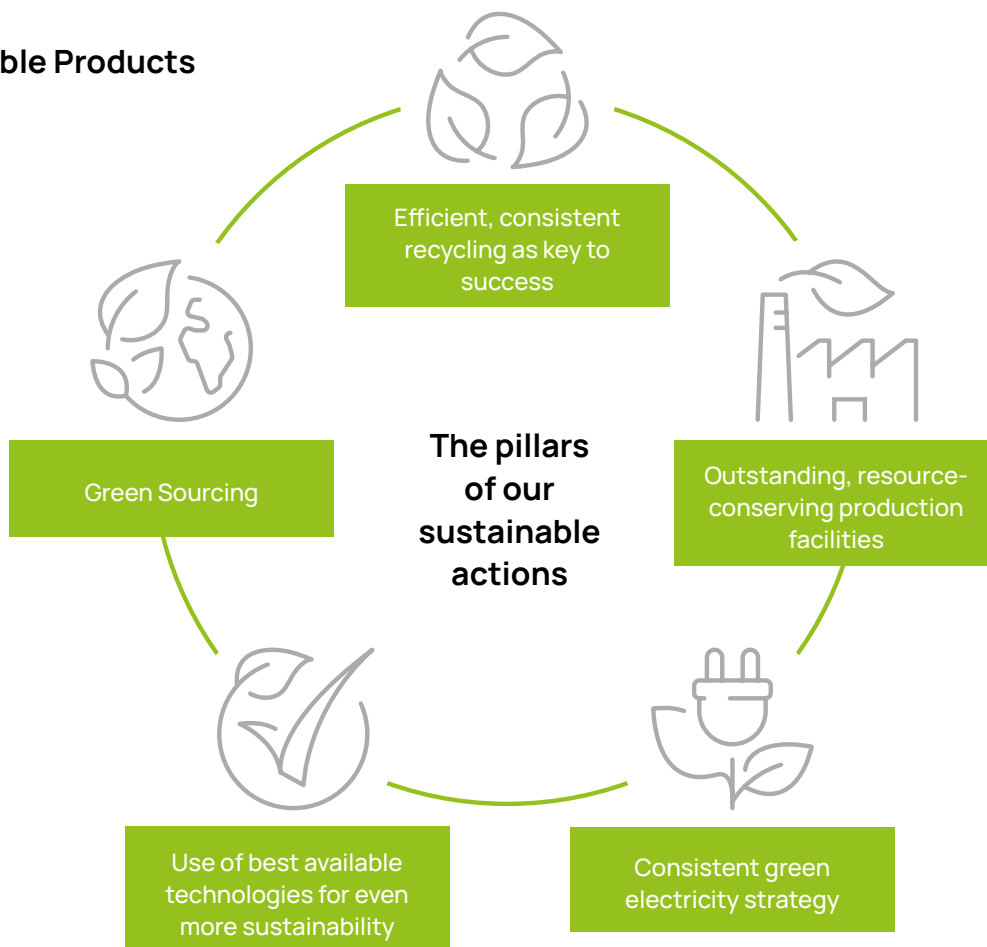 ble Products
Efficient, consistent
recycling as key to
success
Green Sourcing
The pillars
of our
sustainable
actions
Outstanding, resource-
conserving production
facilities
Use of best available
technologies for even
more sustainability
Consistent green
electricity strategy